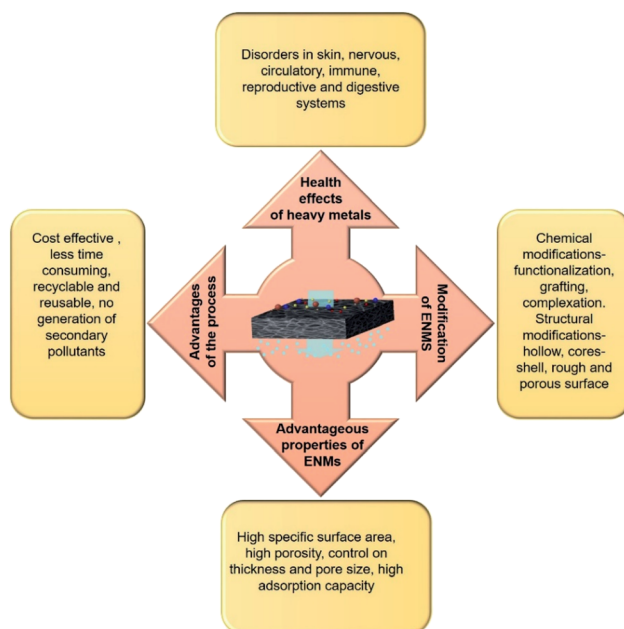 Disorders in skin, nervous,
circulatory, immune,
reproductive and digestive
systems
Health
effects
of heavy metals
Cost effective ,
less time
consuming,
recyclable and
reusable, no
generation of
secondary
pollutants
Advantages
of the process
Modification
of ENMS
Chemical
modifications-
functionalization,
grafting,
complexation.
Structural
modifications-
hollow, cores-
shell, rough and
porous surface
Advantageous
properties of
ENMs
High specific surface area,
high porosity, control on
thickness and pore size, high
adsorption capacity